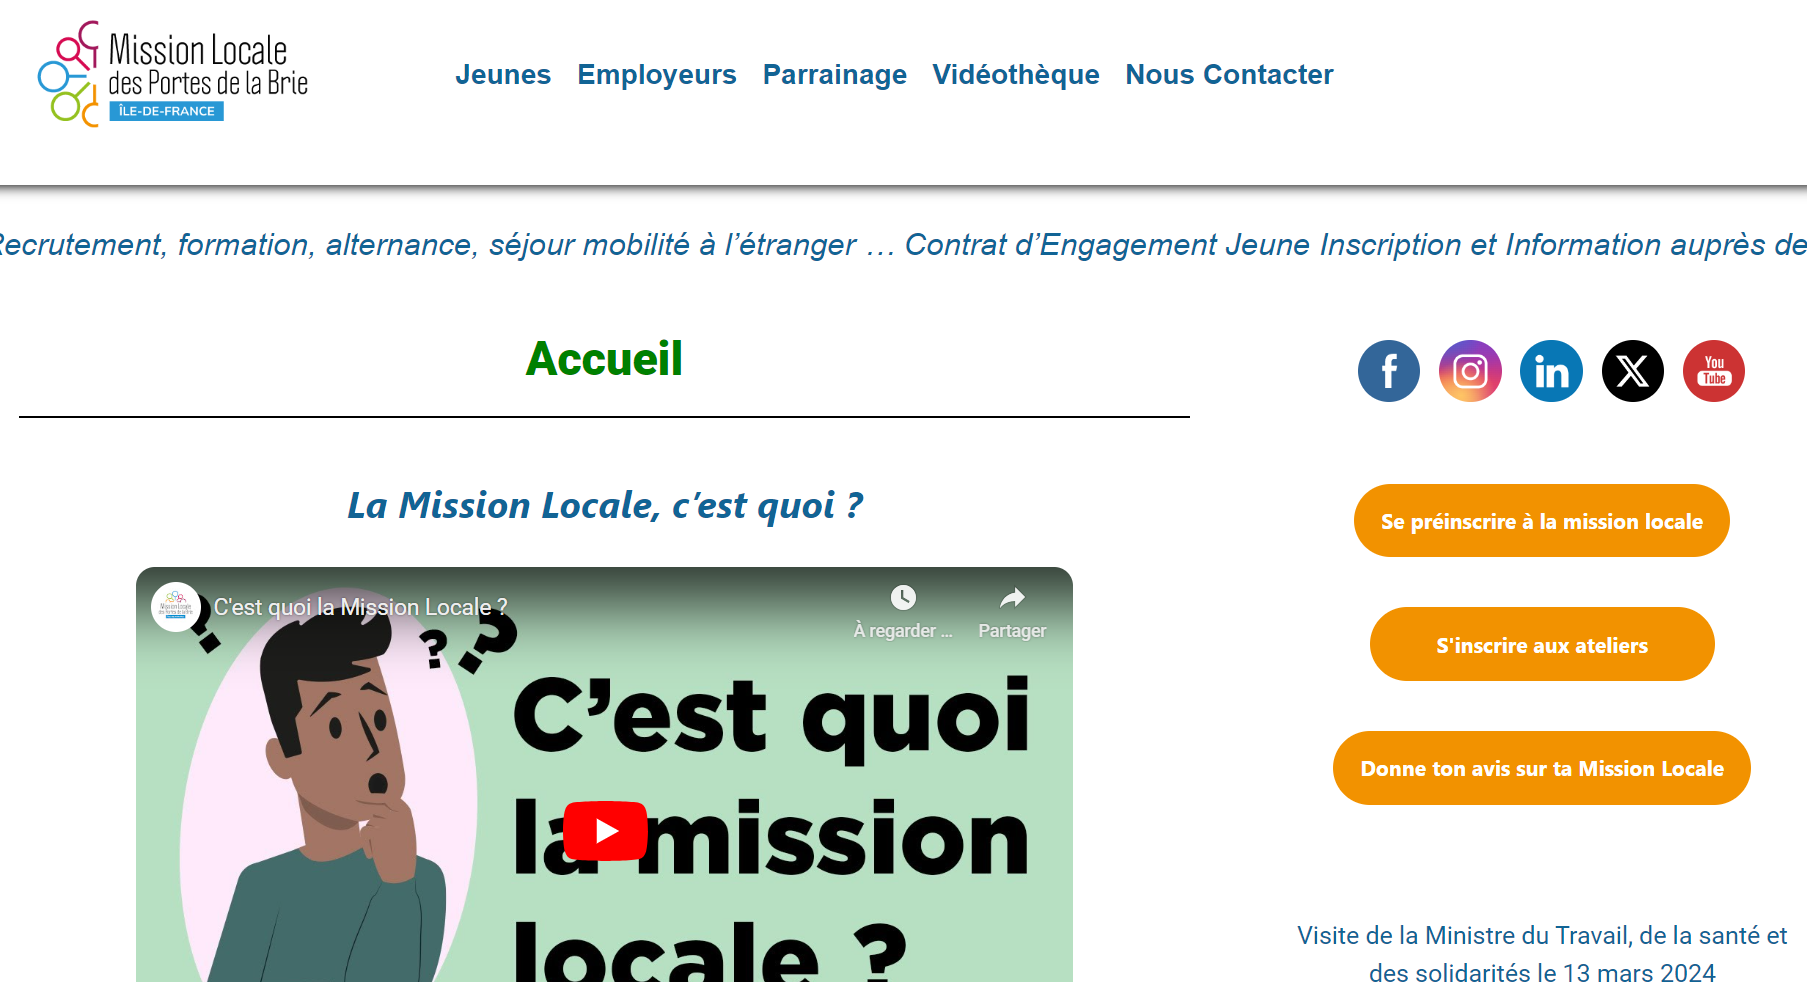 Mission Locale
des Portes de la Brie
ÎLE-DE-FRANCE
Jeunes Employeurs Parrainage Vidéothèque Nous Contacter
Recrutement, formation, alternance, séjour mobilité à l’étranger … Contrat d’Engagement Jeune Inscription et Information auprès de
Accueil
La Mission Locale, c’est quoi ?
C'est quoi la Mission Locale ?
À regarder ...
Partager
? ? ?
C’est quoi
la mission
locale ?
f in X You Tube
Se préinscrire à la mission locale
S'inscrire aux ateliers
Donne ton avis sur ta Mission Locale
Visite de la Ministre du Travail, de la santé et
des solidarités le 13 mars 2024